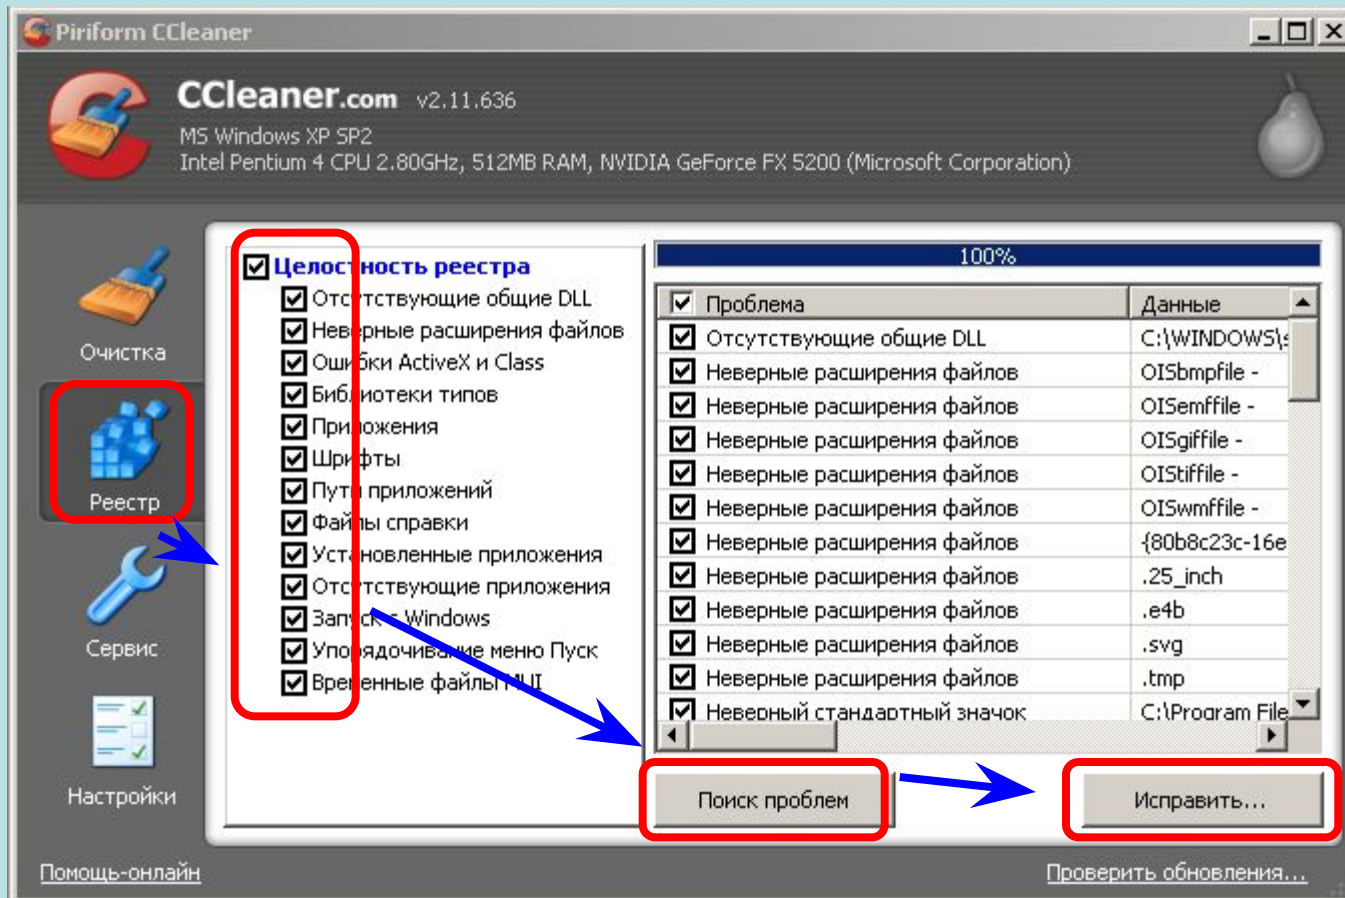 Piriform CCleaner
CCleaner.com v2.11.636
MS Windows XP SP2
Intel Pentium 4 CPU 2.80GHz, 512MB RAM, NVIDIA GeForce FX 5200 (Microsoft Corporation)
Очистка
Реестр
Сервис
Настройки
Целостность реестра
Отсутствующие общие DLL
Неверные расширения файлов
Ошибки ActiveX и Class
Библиотеки типов
Приложения
Шрифты
Пути приложений
Файлы справки
Установленные приложения
Отсутствующие приложения
Запуск с Windows
Упорядочивание меню Пуск
Временные файлы MUI
100%
Проблема Данные
Отсутствующие общие DLL C:\WINDOWS\s
Неверные расширения файлов OISbmpfile -
Неверные расширения файлов OISemffile -
Неверные расширения файлов OISgiffile -
Неверные расширения файлов OIStiffile -
Неверные расширения файлов OISwmffile -
Неверные расширения файлов {80b8c23c-16e
Неверные расширения файлов .25_inch
Неверные расширения файлов .e4b
Неверные расширения файлов .svg
Неверные расширения файлов .tmp
Неверный стандартный значок C:\Program File
Поиск проблем
Исправить...
Помощь-онлайн
Проверить обновления...